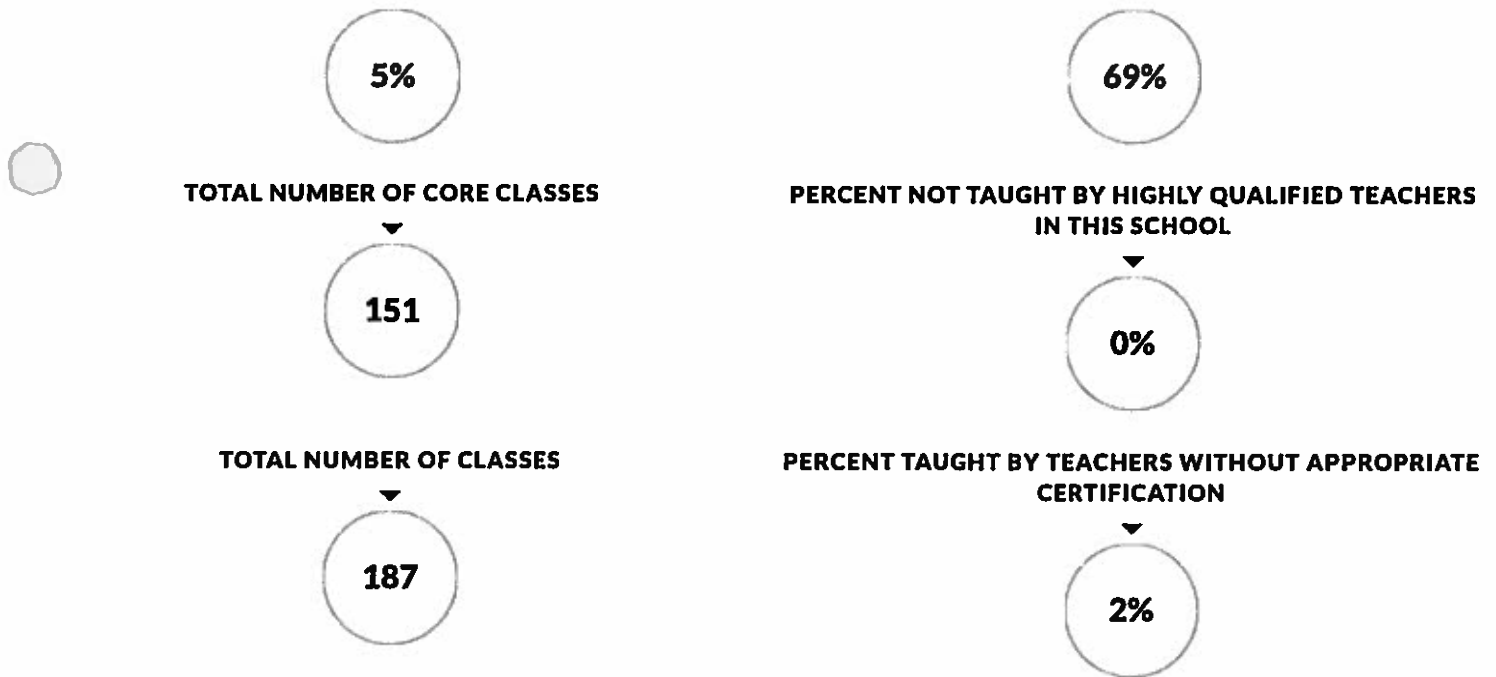 5%
69%
TOTAL NUMBER OF CORE CLASSES
151
PERCENT NOT TAUGHT BY HIGHLY QUALIFIED TEACHERS
IN THIS SCHOOL
0%
TOTAL NUMBER OF CLASSES
187
PERCENT TAUGHT BY TEACHERS WITHOUT APPROPRIATE
CERTIFICATION
2%